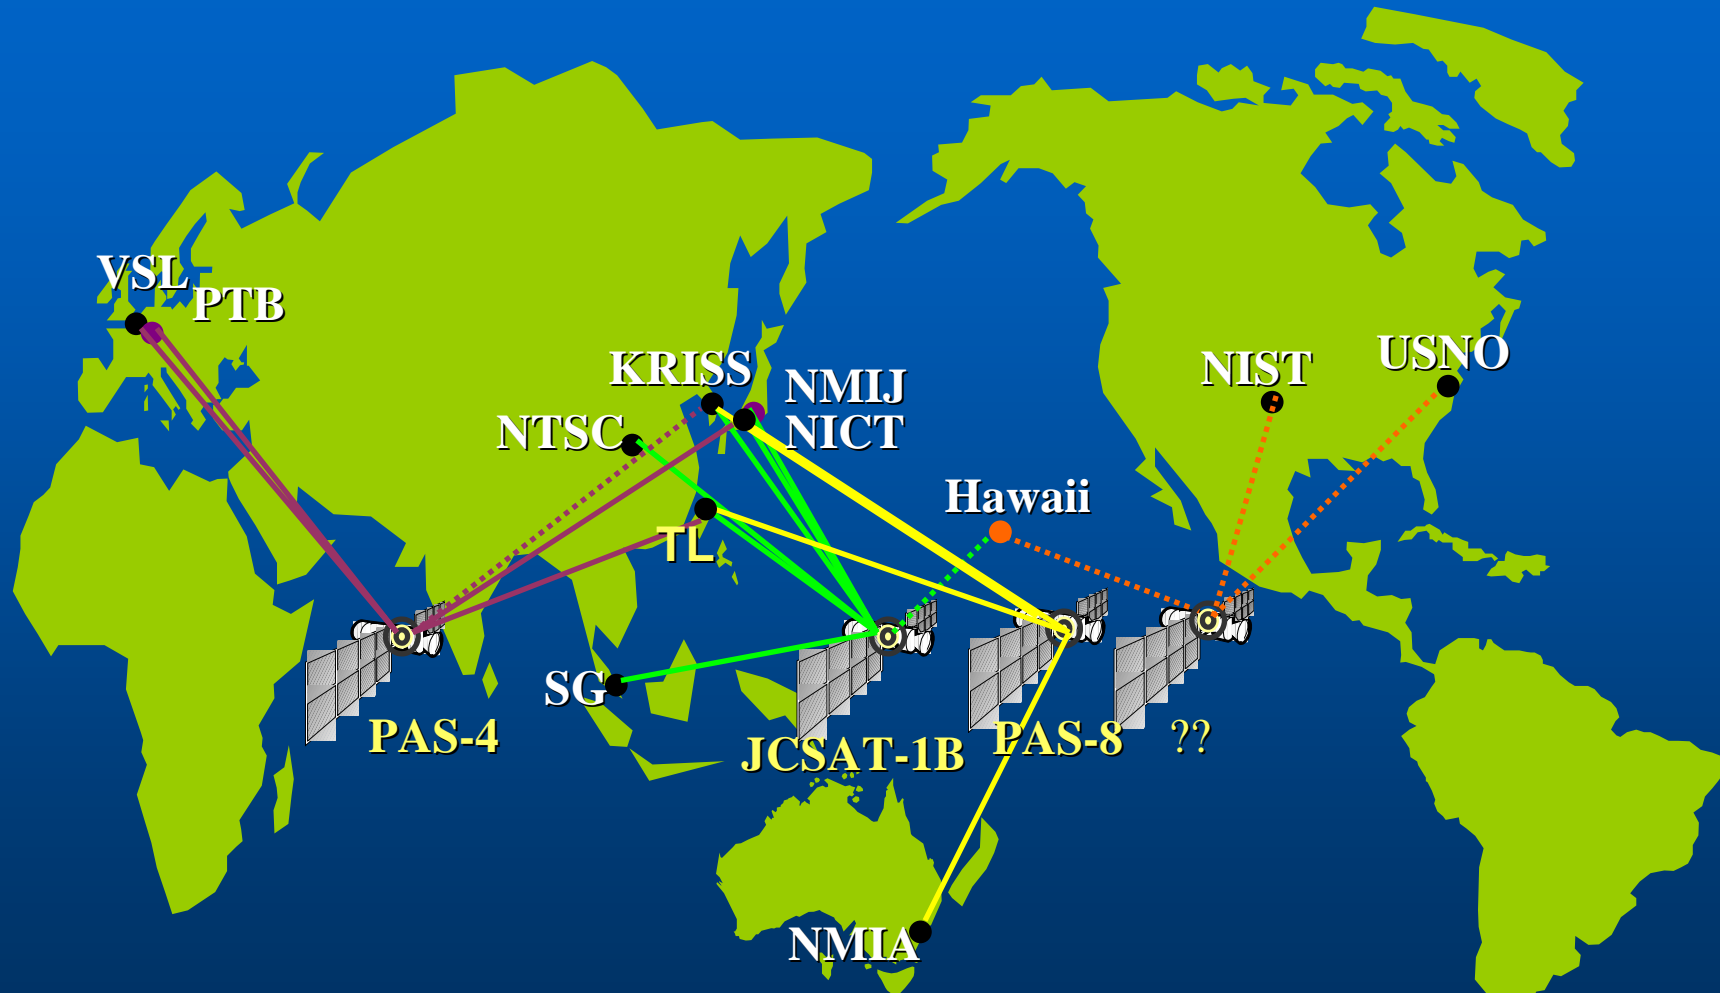 VSL
PTB
KRISS
NMIJ
NTSC
NICT
NIST
USNO
Hawaii
TL
SG
PAS-4
JCSAT-1B
PAS-8
??
NMIA